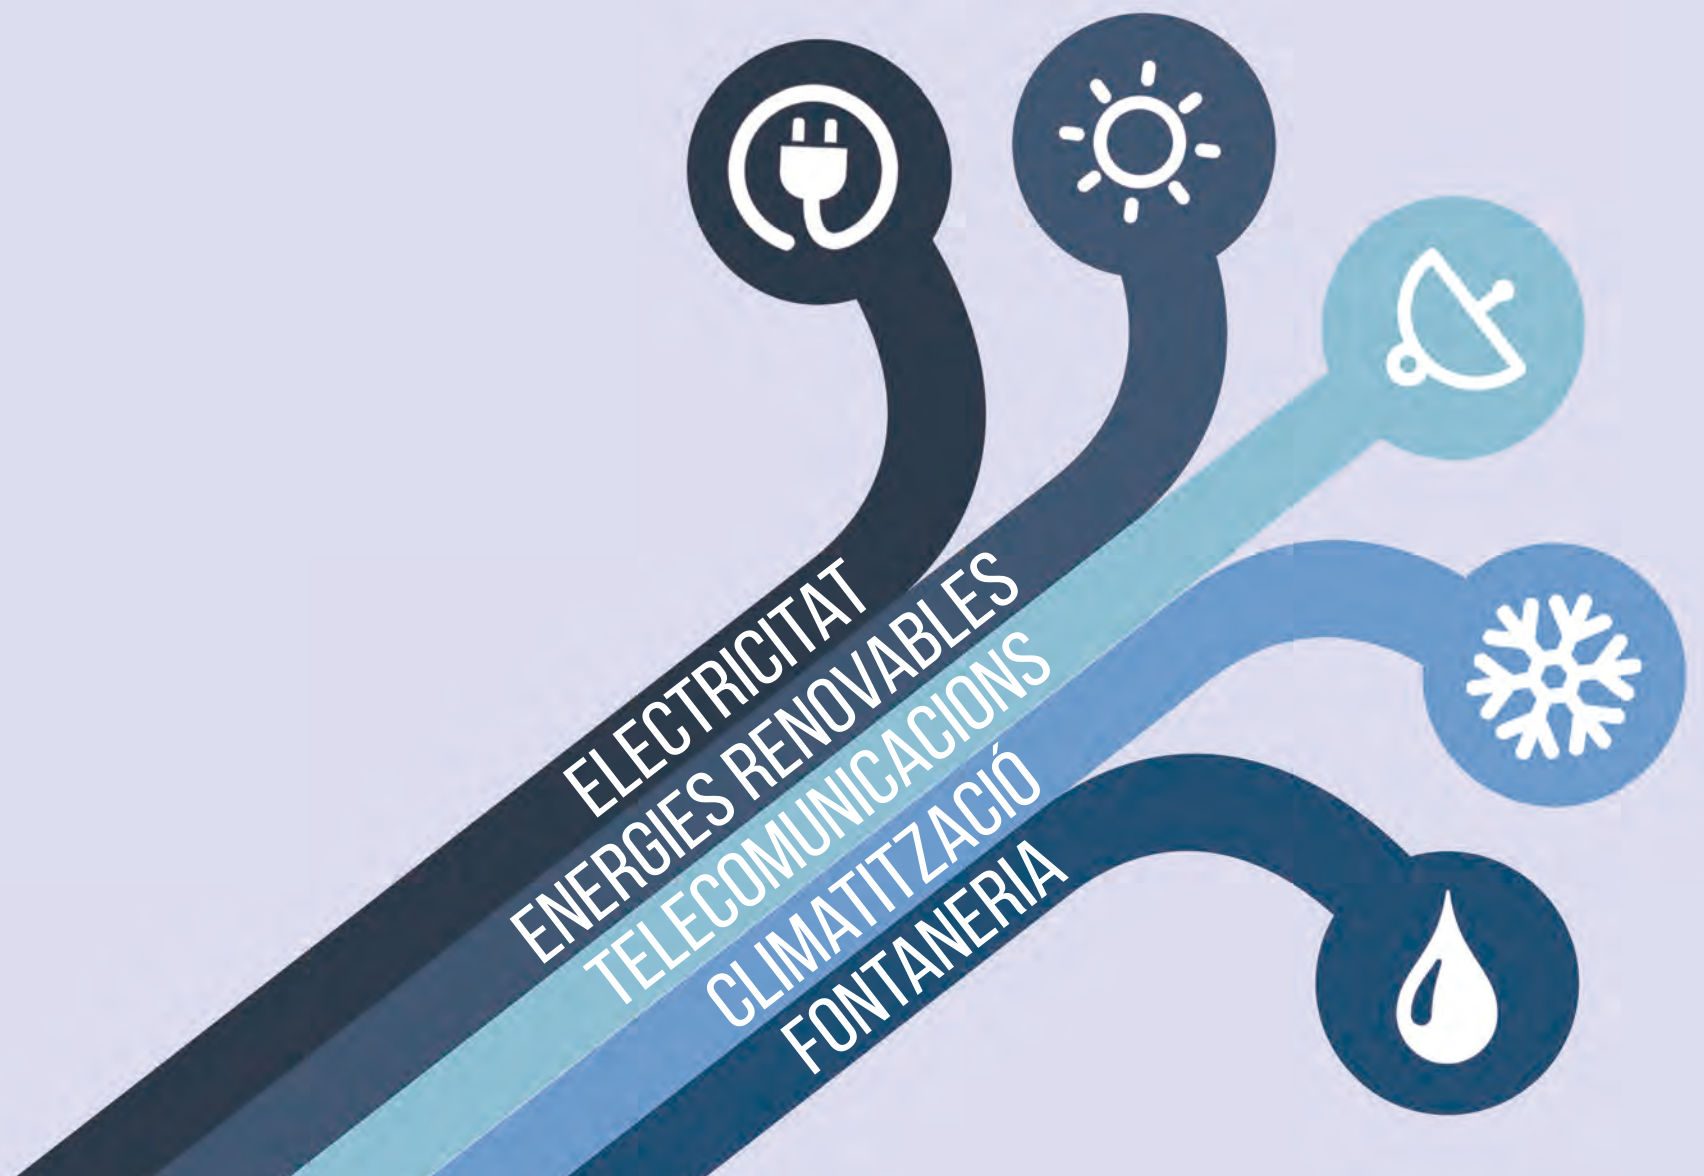 ELECTRICITAT
ENERGIES RENOVABLES
TELECOMUNICACIONS
CLIMATITZACIÓ
FONTANERIA